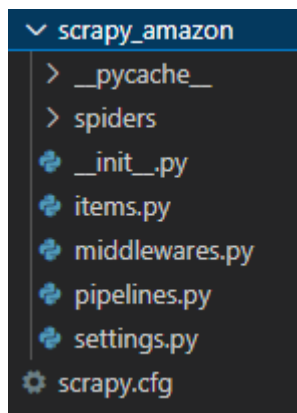 scrapy_amazon
__pycache__
spiders
__init__.py
items.py
middlewares.py
pipelines.py
settings.py
scrapy.cfg